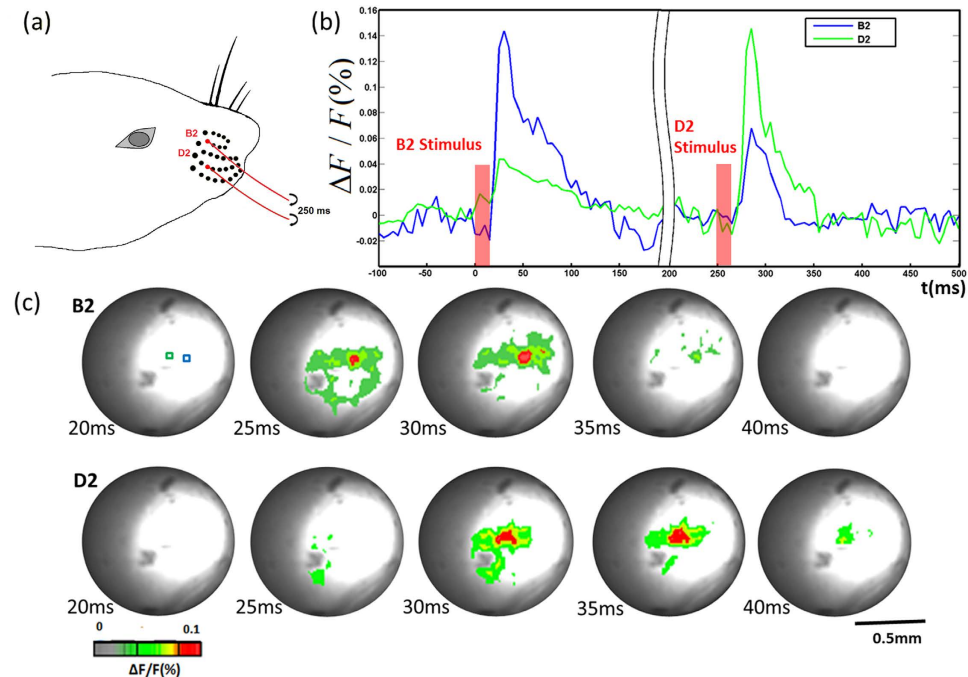 (a)
B2
D2
250 ms
(b)
ΔF / F(%)
0.16
0.14
0.12
0.10
0.08
0.06
0.04
0.02
0
-0.02
B2 Stimulus
D2
Stimulus
B2
D2
-100 -50 0 50 100 150 200 250 300 350 400 450 500
t(ms)
(c)
B2
20ms 25ms 30ms 35ms 40ms
D2
20ms 25ms 30ms 35ms 40ms
0 0.1
ΔF/F(%)
0.5mm